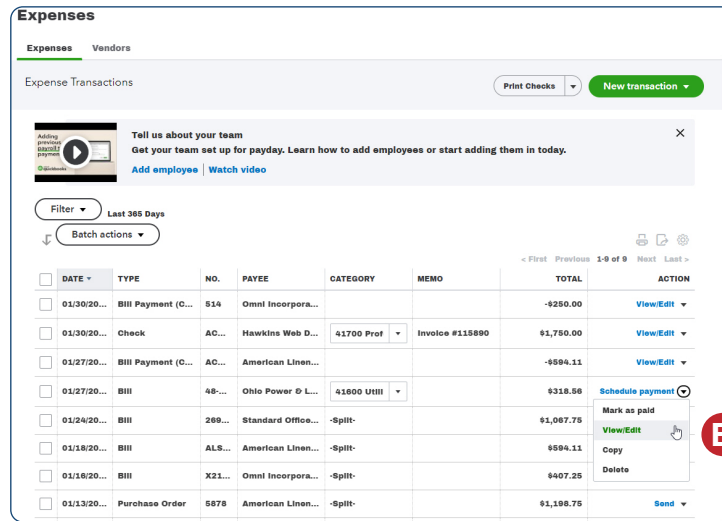 Expenses
Expenses Vendors
Expense Transactions
Print Checks New transaction
Adding
previous
payroll
payment
quickbooks
Tell us about your team
Get your team set up for payday. Learn how to add employees or start adding them in today.
Add employee Watch video
Filter Last 365 Days
Batch actions
< First Previous 1-9 of 9 Next Last >
DATE TYPE NO. PAYEE CATEGORY MEMO TOTAL ACTION
01/30/20... Bill Payment (C... 514 Omni Incorpora... -$250.00 View/Edit
01/30/20... Check AC... Hawkins Web D... 41700 Prof Invoice #115890 $1,750.00 View/Edit
01/27/20... Bill Payment (C... AC... American Linen... -$594.11 View/Edit
01/27/20... Bill 48-... Ohio Power & L... 41600 Utili $318.56 Schedule payment
Mark as paid
View/Edit
Copy
Delete
E
01/24/20... Bill 269... Standard Office... -Split- $1,067.75
01/18/20... Bill ALS... American Linen... -Split- $594.11
01/16/20... Bill X21... Omni Incorpora... -Split- $407.25
01/13/20... Purchase Order 5878 American Linen... -Split- $1,198.75 Send